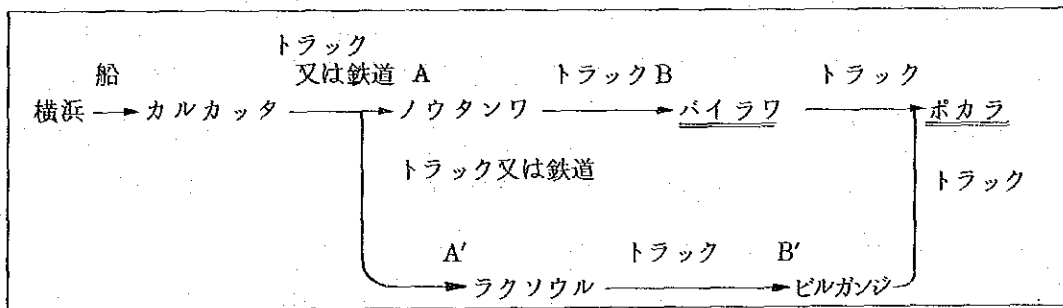 トラック
船 又は鉄道 A トラックB トラック
横浜 → カルカッタ → ノウタンワ → バイラワ → ポカラ
トラック又は鉄道 トラック
A′ トラック B′
ラクソウル → ビルガンジ